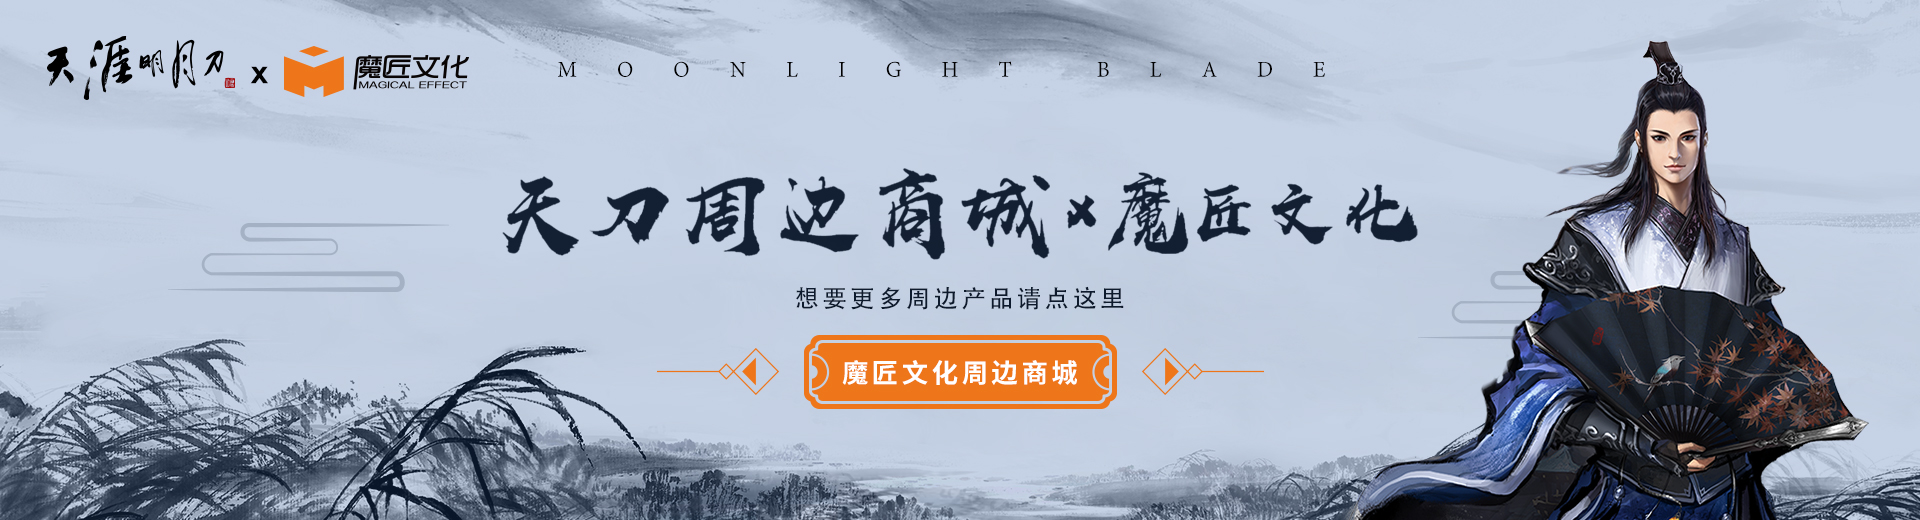 天涯明月刀 x 魔匠文化
MAGICAL EFFECT
MOONLIGHT BLADE
天刀周边商城x魔匠文化
想要更多周边产品请点这里
魔匠文化周边商城